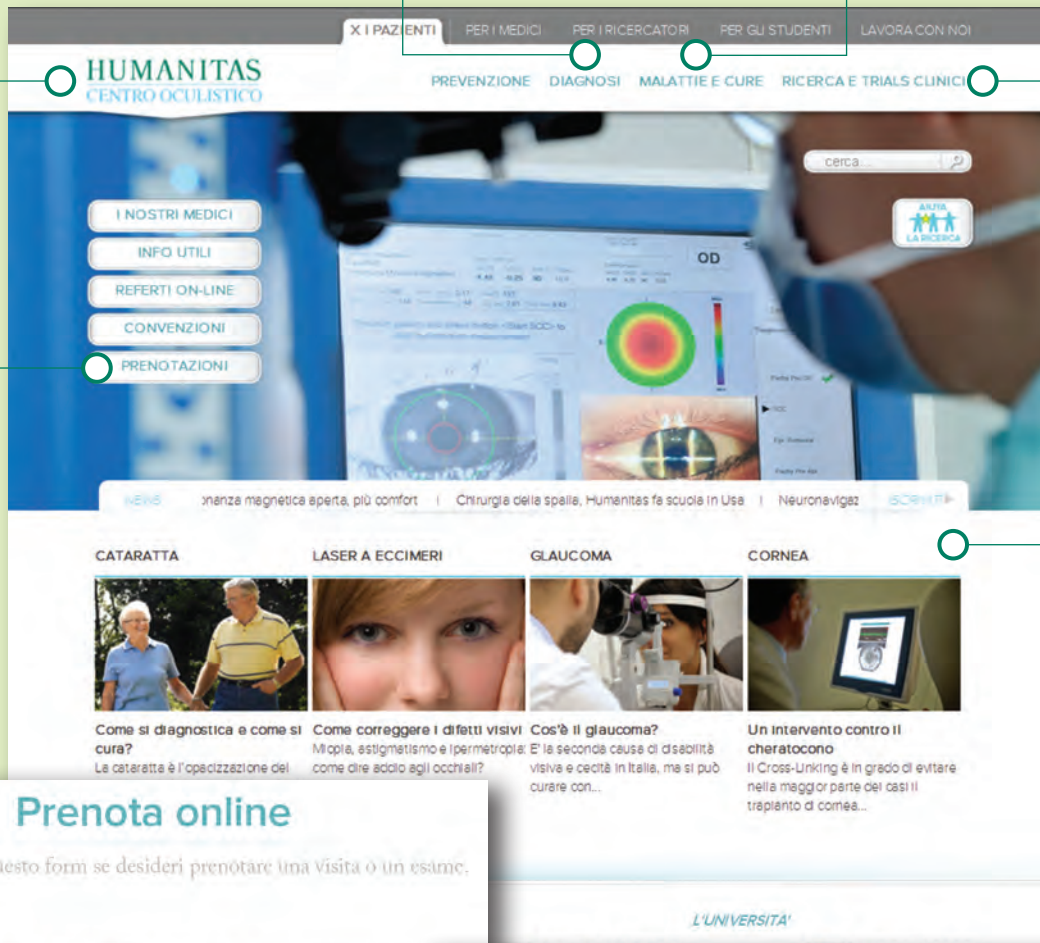 X I PAZIENTI PER I MEDICI PER I RICERCATORI PER GLI STUDENTI LAVORA CON NOI
HUMANITAS
CENTRO OCULISTICO
PREVENZIONE DIAGNOSI MALATTIE E CURE RICERCA E TRIALS CLINICI
cerca...
AIUTA
LA RICERCA
I NOSTRI MEDICI
INFO UTILI
REFERTI ON-LINE
CONVENZIONI
PRENOTAZIONI
OD
NEWS onanza magnetica aperta, più comfort | Chirurgia della spalla, Humanitas fa scuola in Usa | Neuronavigaz
CATARATTA
Come si diagnostica e come si
cura?
La cataratta è l'opacizzazione del
LASER A ECCIMERI
Come correggere i difetti visivi
Miopia, astigmatismo e ipermetropia:
come dire addio agli occhiali?
GLAUCOMA
Cos'è il glaucoma?
E' la seconda causa di disabilità
visiva e cecità in Italia, ma si può
curare con...
CORNEA
Un intervento contro il
cheratocono
Il Cross-Linking è in grado di evitare
nella maggior parte dei casi il
trapianto di cornea...
Prenota online
uesto form se desideri prenotare una visita o un esame.
L'UNIVERSITA'